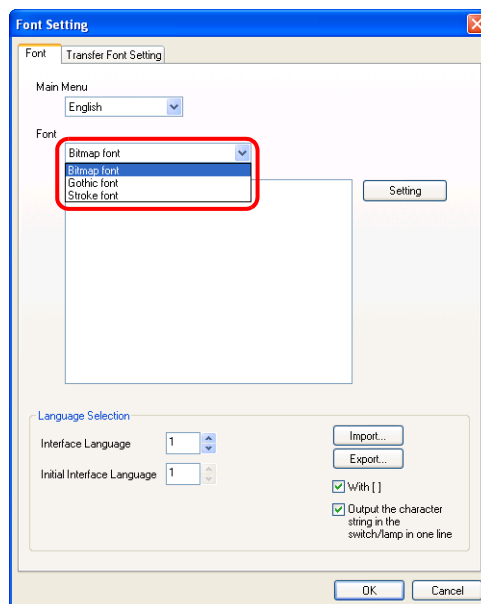 Font Setting
Font
Transfer Font Setting
Main Menu
English
Font
Bitmap font
Bitmap font
Gothic font
Stroke font
Setting
Language Selection
Interface Language
1
Initial Interface Language
1
Import...
Export...
With [ ]
Output the character
string in the
switch/lamp in one line
OK
Cancel